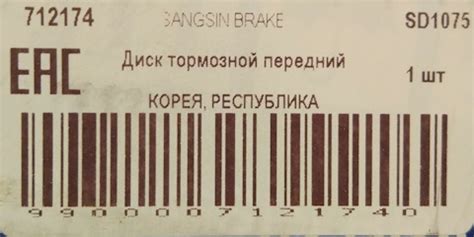 712174 SANGSIN BRAKE SD1075
EAC Диск тормозной передний 1 шт
КОРЕЯ, РЕСПУБЛИКА
9900007121740